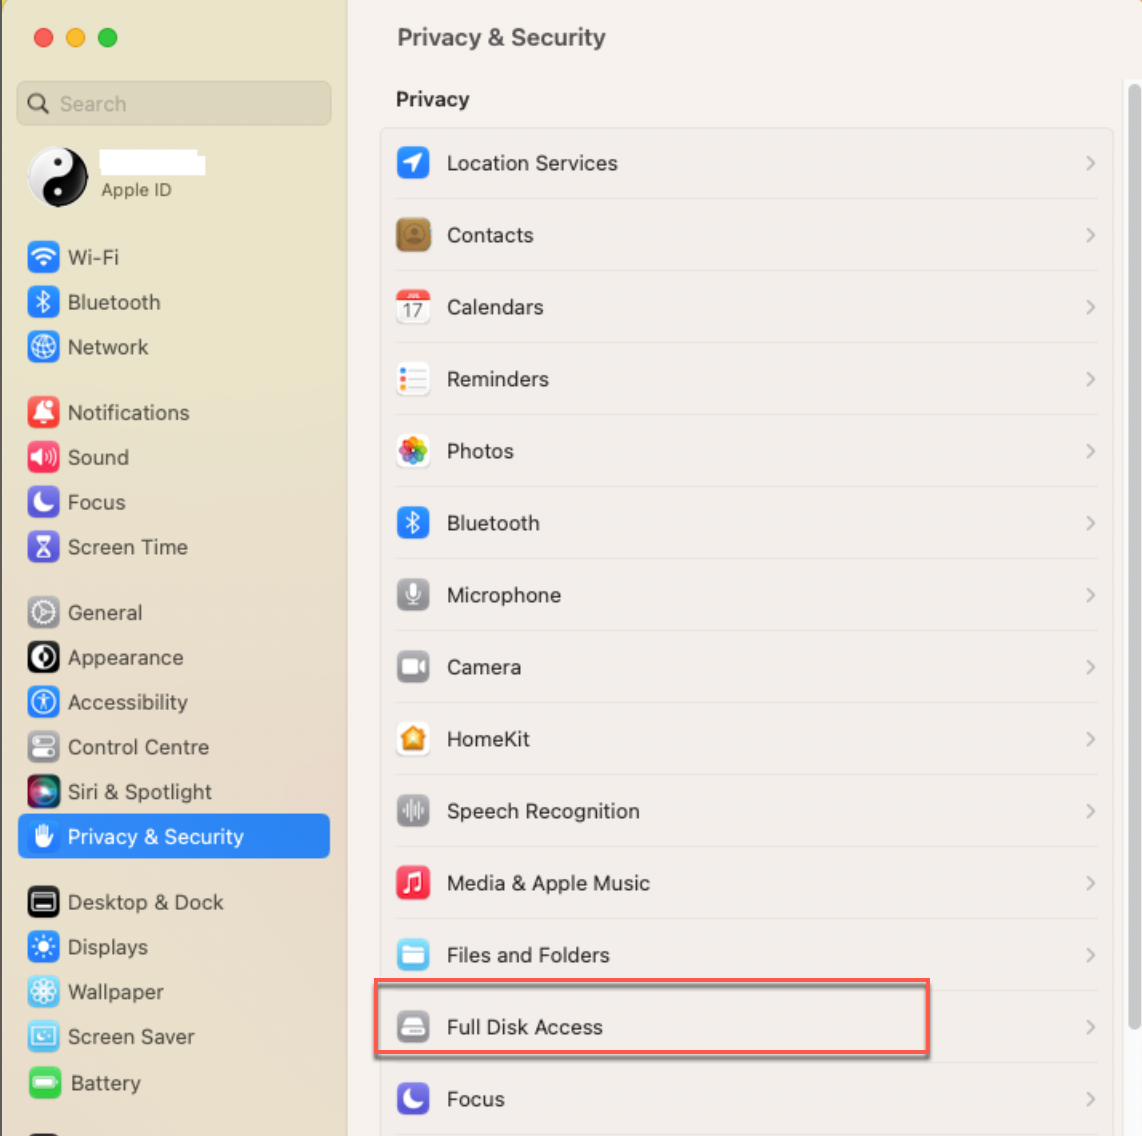 Search
Apple ID
Wi-Fi
Bluetooth
Network
Notifications
Sound
Focus
Screen Time
General
Appearance
Accessibility
Control Centre
Siri & Spotlight
Privacy & Security
Desktop & Dock
Displays
Wallpaper
Screen Saver
Battery
Privacy & Security
Privacy
Location Services
Contacts
JUL
17
Calendars
Reminders
Photos
Bluetooth
Microphone
Camera
HomeKit
Speech Recognition
Media & Apple Music
Files and Folders
Full Disk Access
Focus